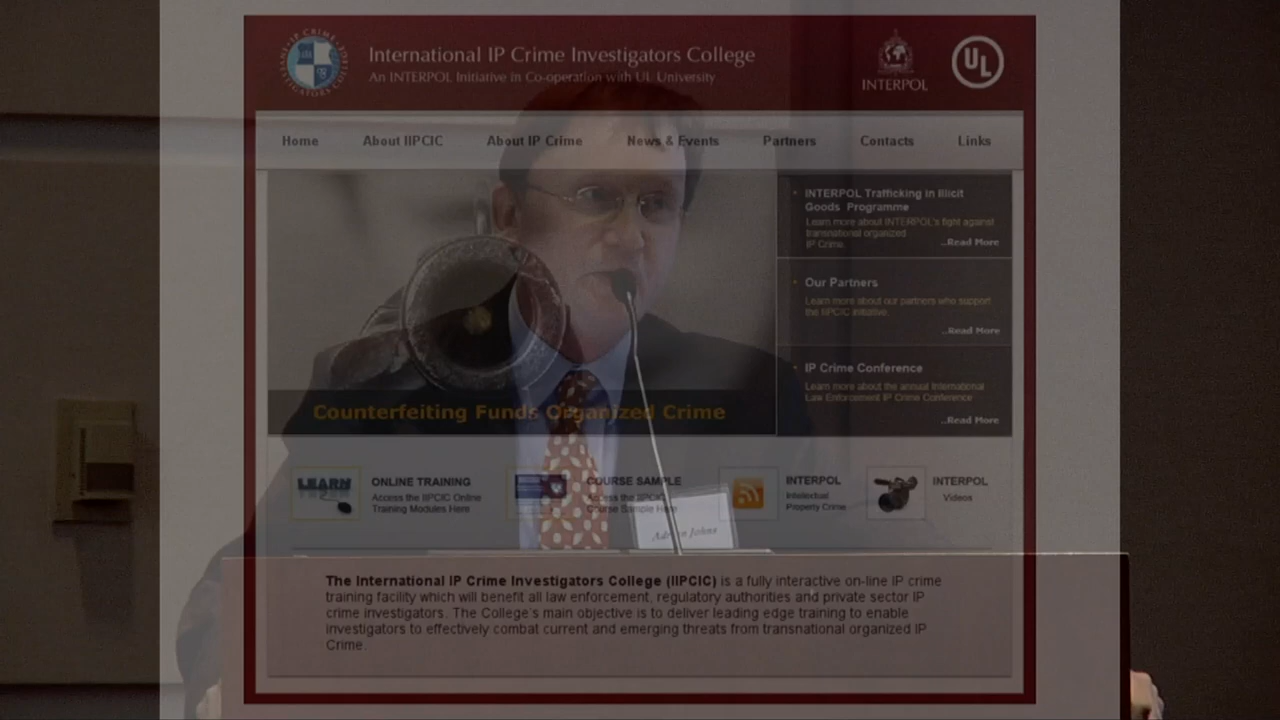 International IP Crime Investigators College
An INTERPOL Initiative in Co-operation with UL University
INTERPOL
UL
Home About IIPCIC About IP Crime News & Events Partners Contacts Links
INTERPOL Trafficking in Illicit
Goods Programme
Learn more about INTERPOL's fight against
transnational organized
IP Crime.
...Read More
Our Partners
Learn more about our partners who support
the IIPCIC initiative.
...Read More
IP Crime Conference
Learn more about the annual International
Law Enforcement IP Crime Conference
...Read More
Counterfeiting Funds Organized Crime
LEARN
ONLINE TRAINING
Access the IIPCIC Online
Training Modules Here
COURSE SAMPLE
Access the IIPCIC
Course Sample Here
INTERPOL
Intelectual
Property Crime
INTERPOL
Videos
Adrian Johns
The International IP Crime Investigators College (IIPCIC) is a fully interactive on-line IP crime
training facility which will benefit all law enforcement, regulatory authorities and private sector IP
crime investigators. The College's main objective is to deliver leading edge training to enable
investigators to effectively combat current and emerging threats from transnational organized IP
Crime.